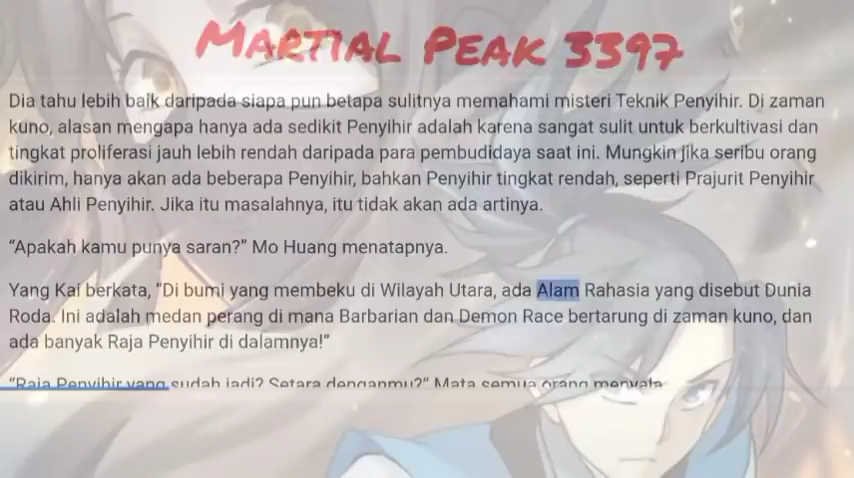 MARTIAL PEAK 3397
Dia tahu lebih baik daripada siapa pun betapa sulitnya memahami misteri Teknik Penyihir. Di zaman
kuno, alasan mengapa hanya ada sedikit Penyihir adalah karena sangat sulit untuk berkultivasi dan
tingkat proliferasi jauh lebih rendah daripada para pembudidaya saat ini. Mungkin jika seribu orang
dikirim, hanya akan ada beberapa Penyihir, bahkan Penyihir tingkat rendah, seperti Prajurit Penyihir
atau Ahli Penyihir. Jika itu masalahnya, itu tidak akan ada artinya.
“Apakah kamu punya saran?” Mo Huang menatapnya.
Yang Kai berkata, “Di bumi yang membeku di Wilayah Utara, ada Alam Rahasia yang disebut Dunia
Roda. Ini adalah medan perang di mana Barbarian dan Demon Race bertarung di zaman kuno, dan
ada banyak Raja Penyihir di dalamnya!”
“Raja Penyihir yang sudah jadi? Setara denganmu?” Mata semua orang menyala